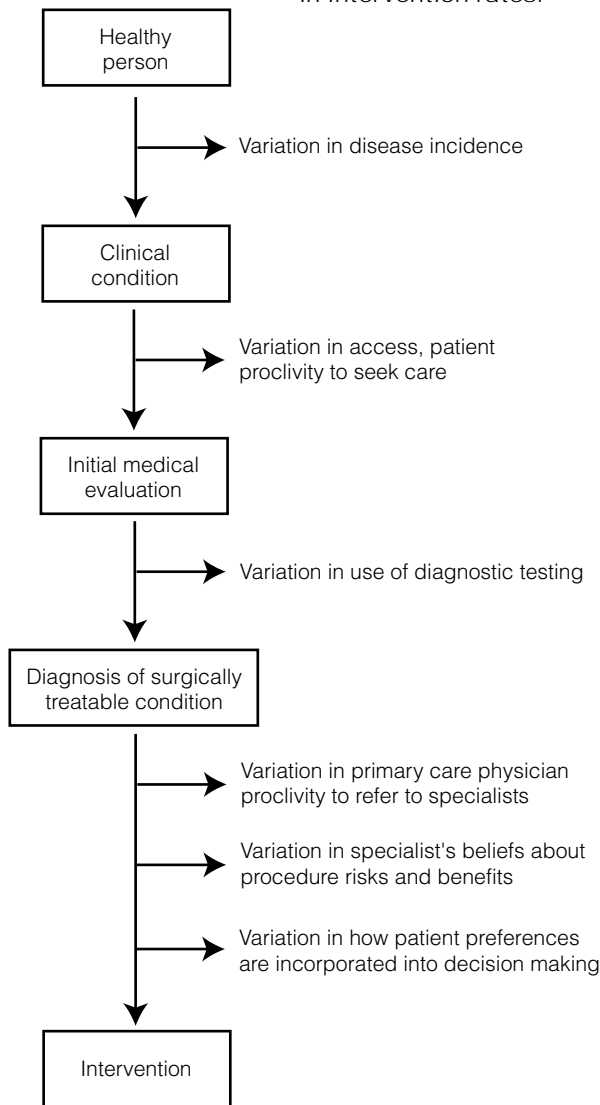 in intervention rates.
Healthy
person
Variation in disease incidence
Clinical
condition
Variation in access, patient
proclivity to seek care
Initial medical
evaluation
Variation in use of diagnostic testing
Diagnosis of surgically
treatable condition
Variation in primary care physician
proclivity to refer to specialists
Variation in specialist's beliefs about
procedure risks and benefits
Variation in how patient preferences
are incorporated into decision making
Intervention